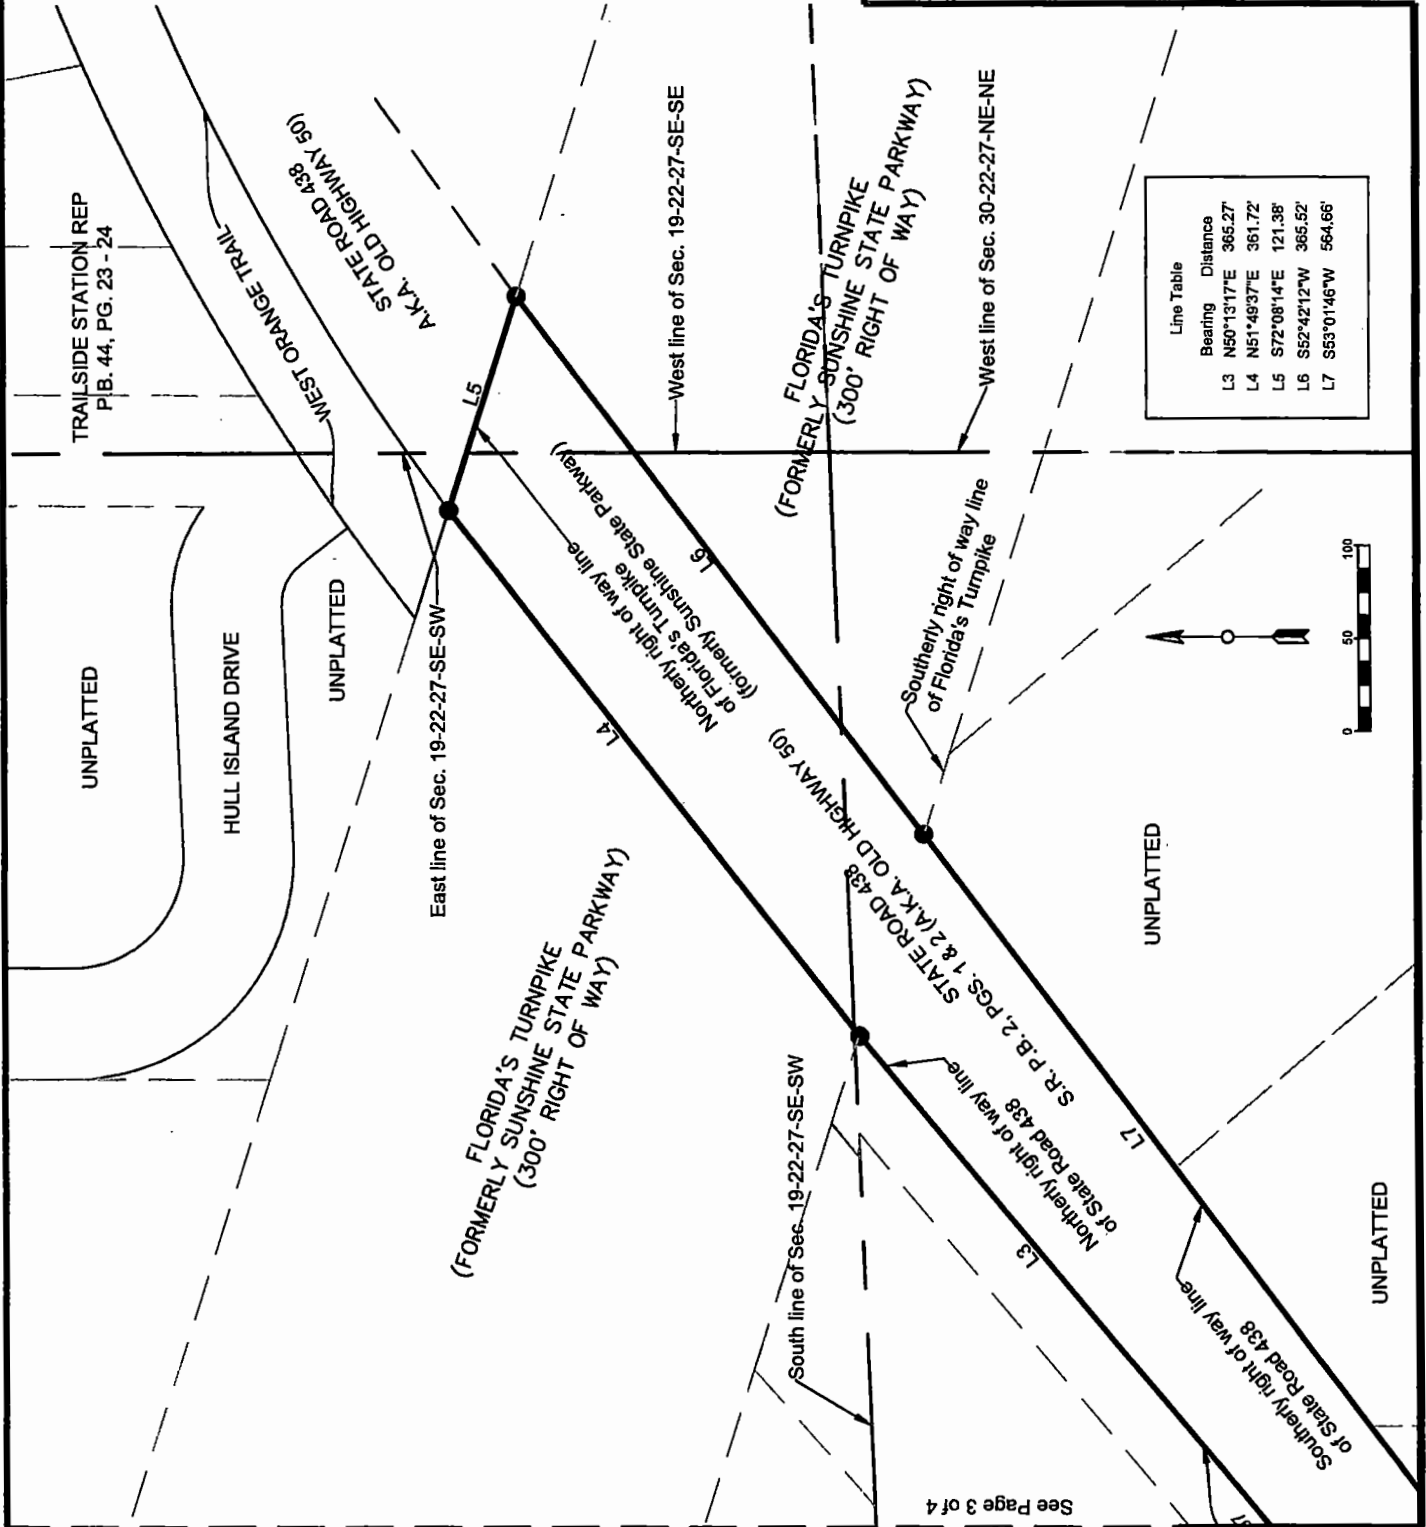 TRAILSIDE STATION REP
P.B. 44, PG. 23 - 24
UNPLATTED
HULL ISLAND DRIVE
UNPLATTED
WEST ORANGE TRAIL
STATE ROAD 438
A.K.A. OLD HIGHWAY 50)
East line of Sec. 19-22-27-SE-SW
L5
West line of Sec. 19-22-27-SE-SE
FLORIDA'S TURNPIKE
(FORMERLY SUNSHINE STATE PARKWAY)
(300' RIGHT OF WAY)
L4
Northerly right of way line
of Florida's Turnpike
(formerly Sunshine State Parkway)
L6
FLORIDA'S TURNPIKE
(FORMERLY SUNSHINE STATE PARKWAY)
(300' RIGHT OF WAY)
West line of Sec. 30-22-27-NE-NE
South line of Sec. 19-22-27-SE-SW
STATE ROAD 438
S.R. P.B. 2, PGS. 1 & 2 (A.K.A. OLD HIGHWAY 50)
Southerly right of way line
of Florida's Turnpike
Northerly right of way line
of State Road 438
L3
L7
UNPLATTED
Southerly right of way line
of State Road 438
UNPLATTED
See Page 3 of 4
Line Table
Bearing Distance
L3 N50°13'17"E 365.27'
L4 N51°49'37"E 361.72'
L5 S72°08'14"E 121.38'
L6 S52°42'12"W 365.52'
L7 S53°01'46"W 564.66'
0 50 100